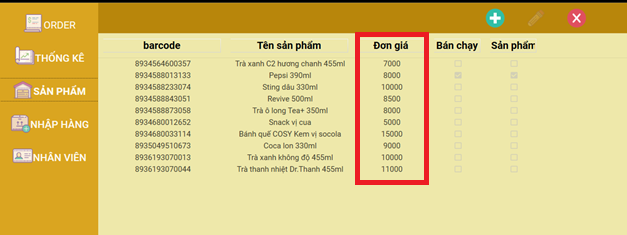 ORDER
THỐNG KÊ
SẢN PHẨM
NHẬP HÀNG
NHÂN VIÊN
barcode Tên sản phẩm Đơn giá Bán chạy Sản phẩm
8934564600357 Trà xanh C2 hương chanh 455ml 7000
8934588013133 Pepsi 390ml 8000
8934588233074 Sting dâu 330ml 10000
8934588843051 Revive 500ml 8500
8934588873058 Trà ô long Tea+ 350ml 8000
8934680012652 Snack vị cua 5000
8934680033114 Bánh quế COSY Kem vị socola 15000
8935049510673 Coca lon 330ml 9000
8936193070013 Trà xanh không độ 455ml 10000
8936193070044 Trà thanh nhiệt Dr.Thanh 455ml 11000